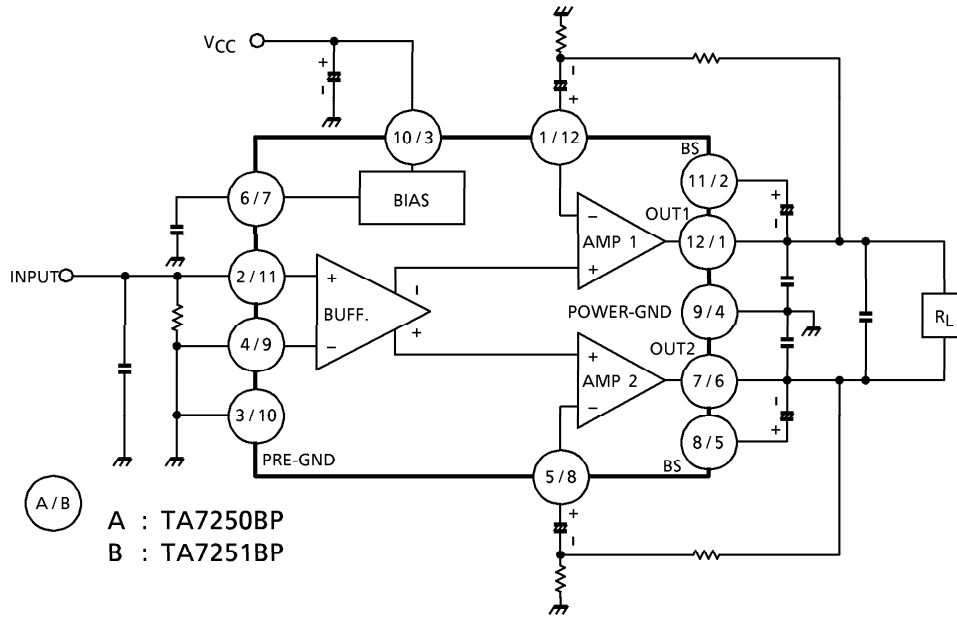 VCC
+
−
10 / 3
1 / 12
−
+
BS
11 / 2
6 / 7
BIAS
+
−
OUT1
12 / 1
−
AMP 1
+
INPUT
2 / 11
+
BUFF.
−
−
+
POWER-GND
9 / 4
RL
4 / 9
OUT2
7 / 6
+
AMP 2
−
3 / 10
−
+
8 / 5
PRE-GND
BS
5 / 8
A / B
A : TA7250BP
B : TA7251BP
+
−